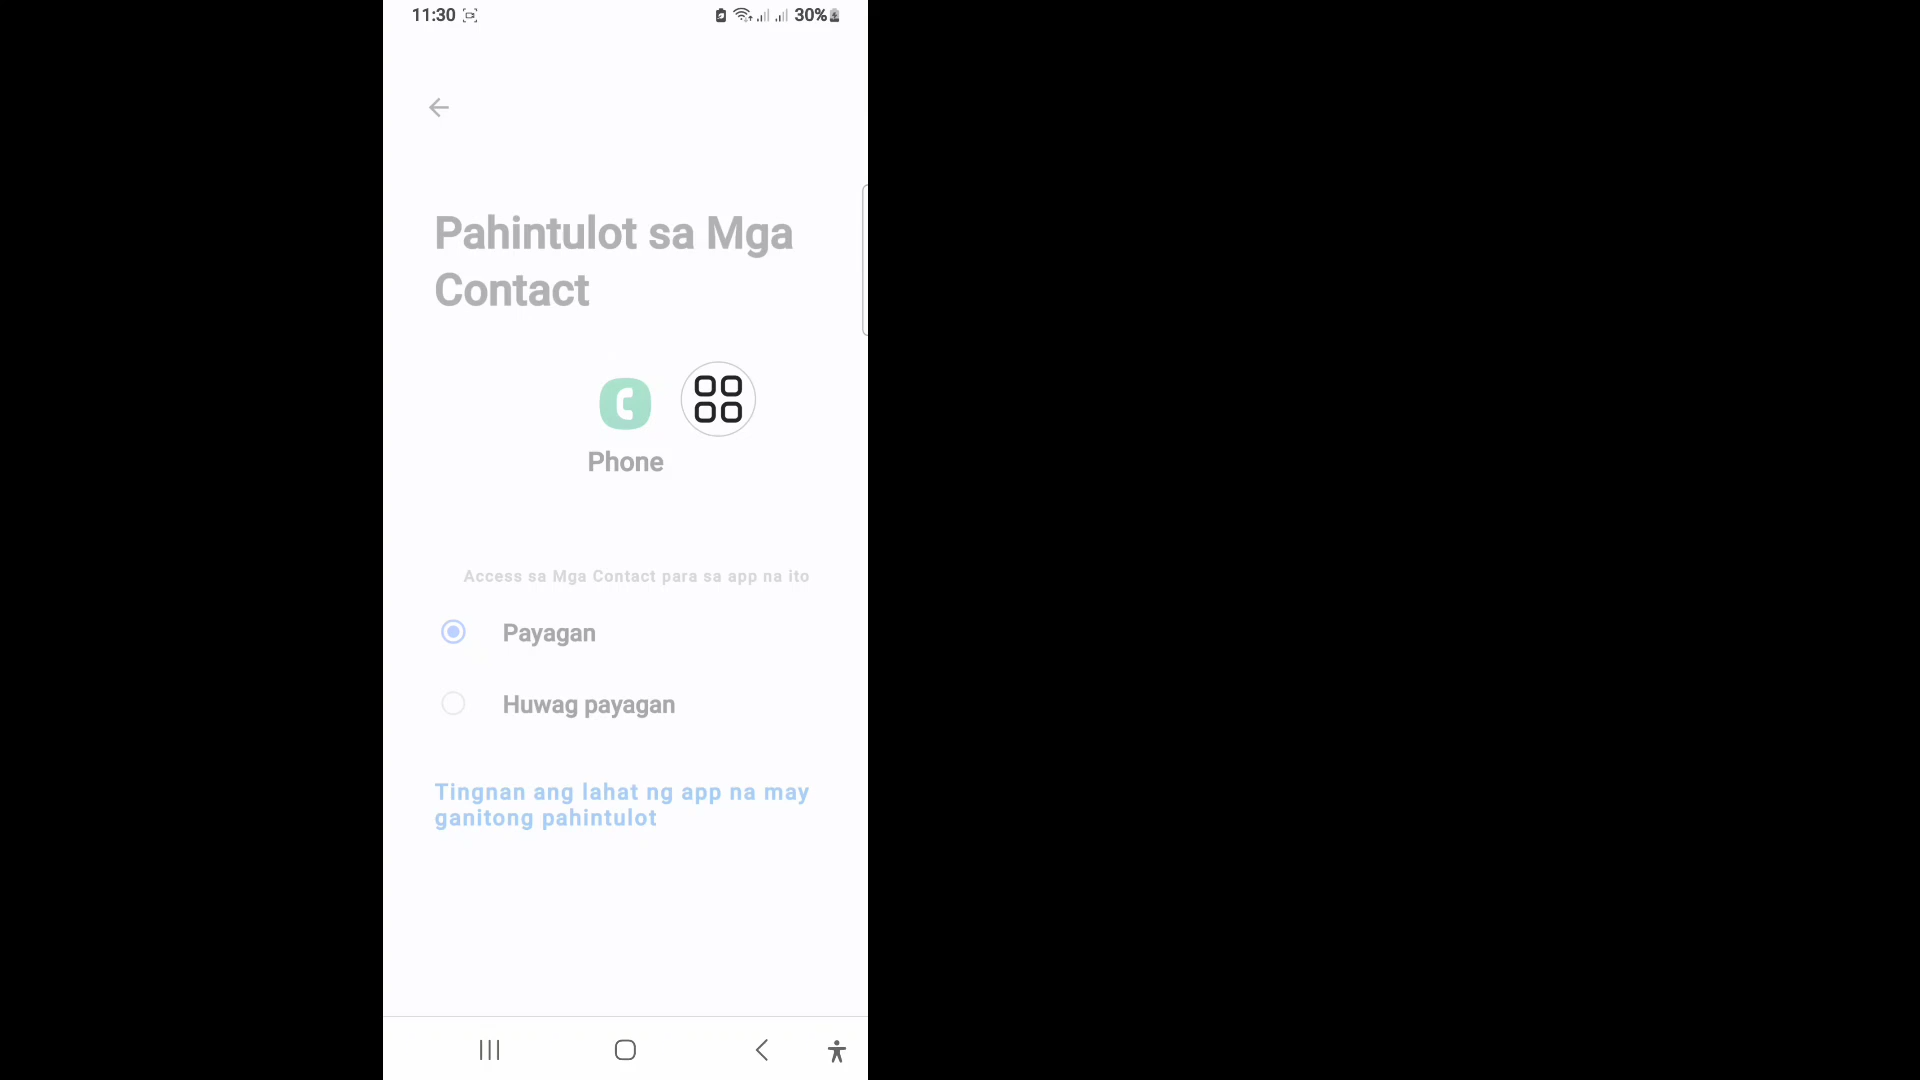 11:30
30%
Pahintulot sa Mga
Contact
Phone
Access sa Mga Contact para sa app na ito
Payagan
Huwag payagan
Tingnan ang lahat ng app na may
ganitong pahintulot